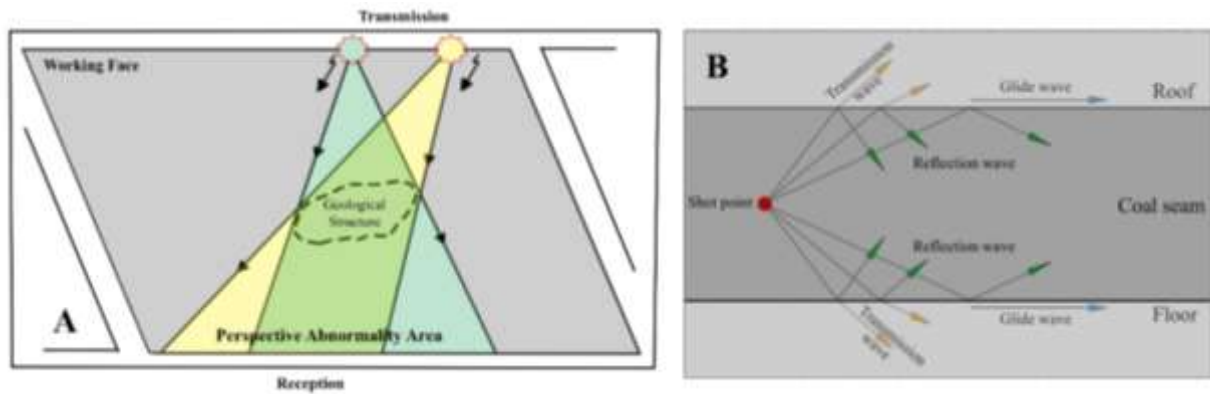 Transmission
Working Face
Geological
Structure
A
Perspective Abnormality Area
Reception
B
Transmission
wave
Glide wave
Roof
Reflection wave
Shot point
Coal seam
Reflection wave
Transmission
wave
Glide wave
Floor